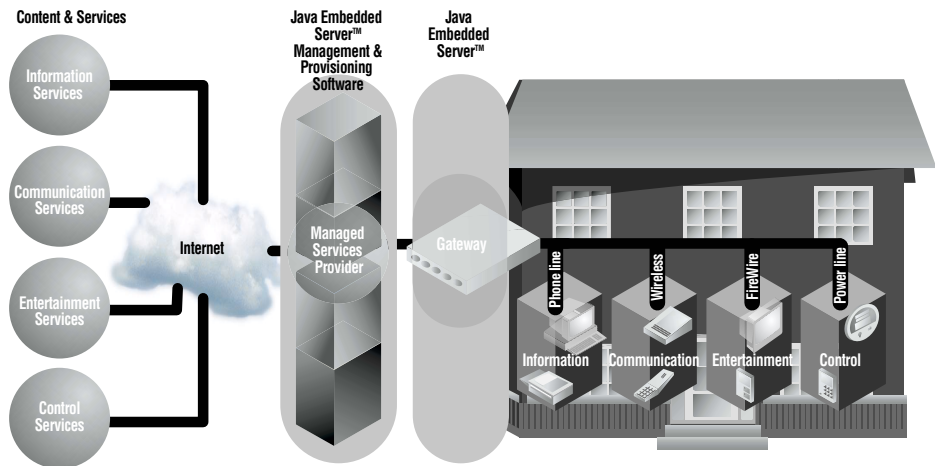 Content & Services
Information
Services
Communication
Services
Entertainment
Services
Control
Services
Internet
Java Embedded
Server™
Management &
Provisioning
Software
Managed
Services
Provider
Java
Embedded
Server™
Gateway
Phone line
Wireless
FireWire
Power line
Information
Communication
Entertainment
Control